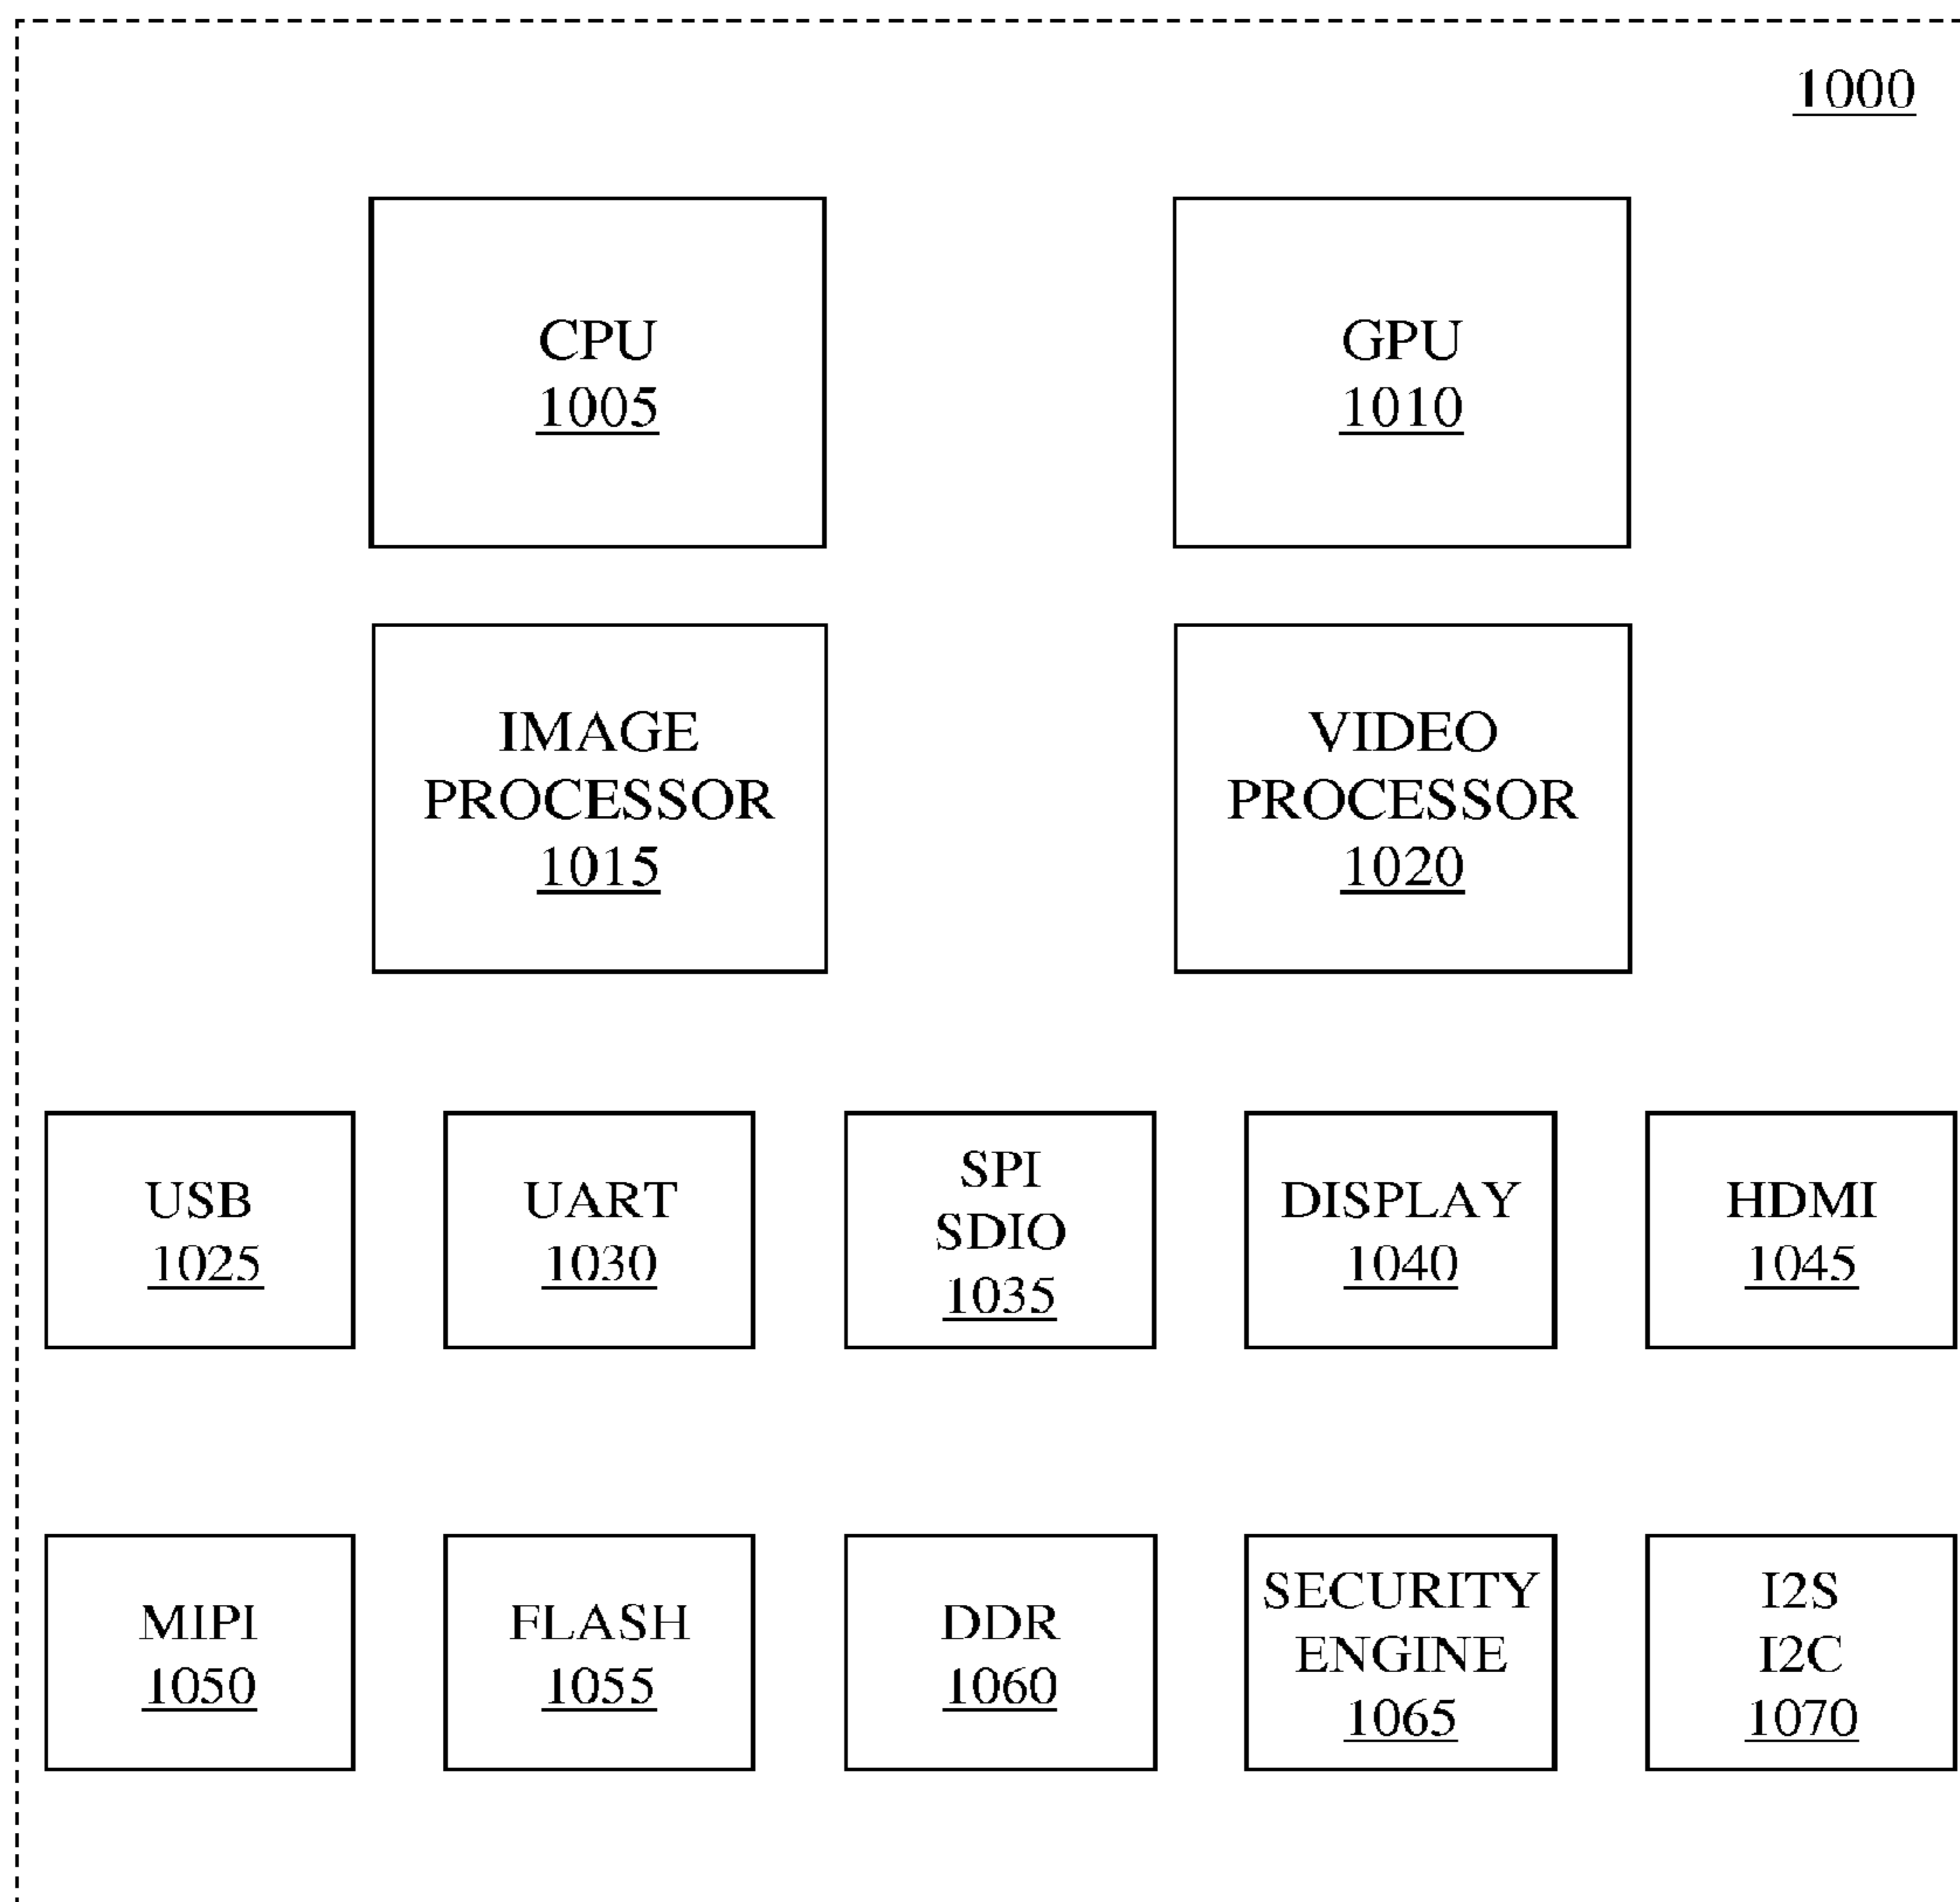 1000
CPU
1005
GPU
1010
IMAGE
PROCESSOR
1015
VIDEO
PROCESSOR
1020
USB
1025
UART
1030
SPI
SDIO
1035
DISPLAY
1040
HDMI
1045
MIPI
1050
FLASH
1055
DDR
1060
SECURITY
ENGINE
1065
I2S
I2C
1070